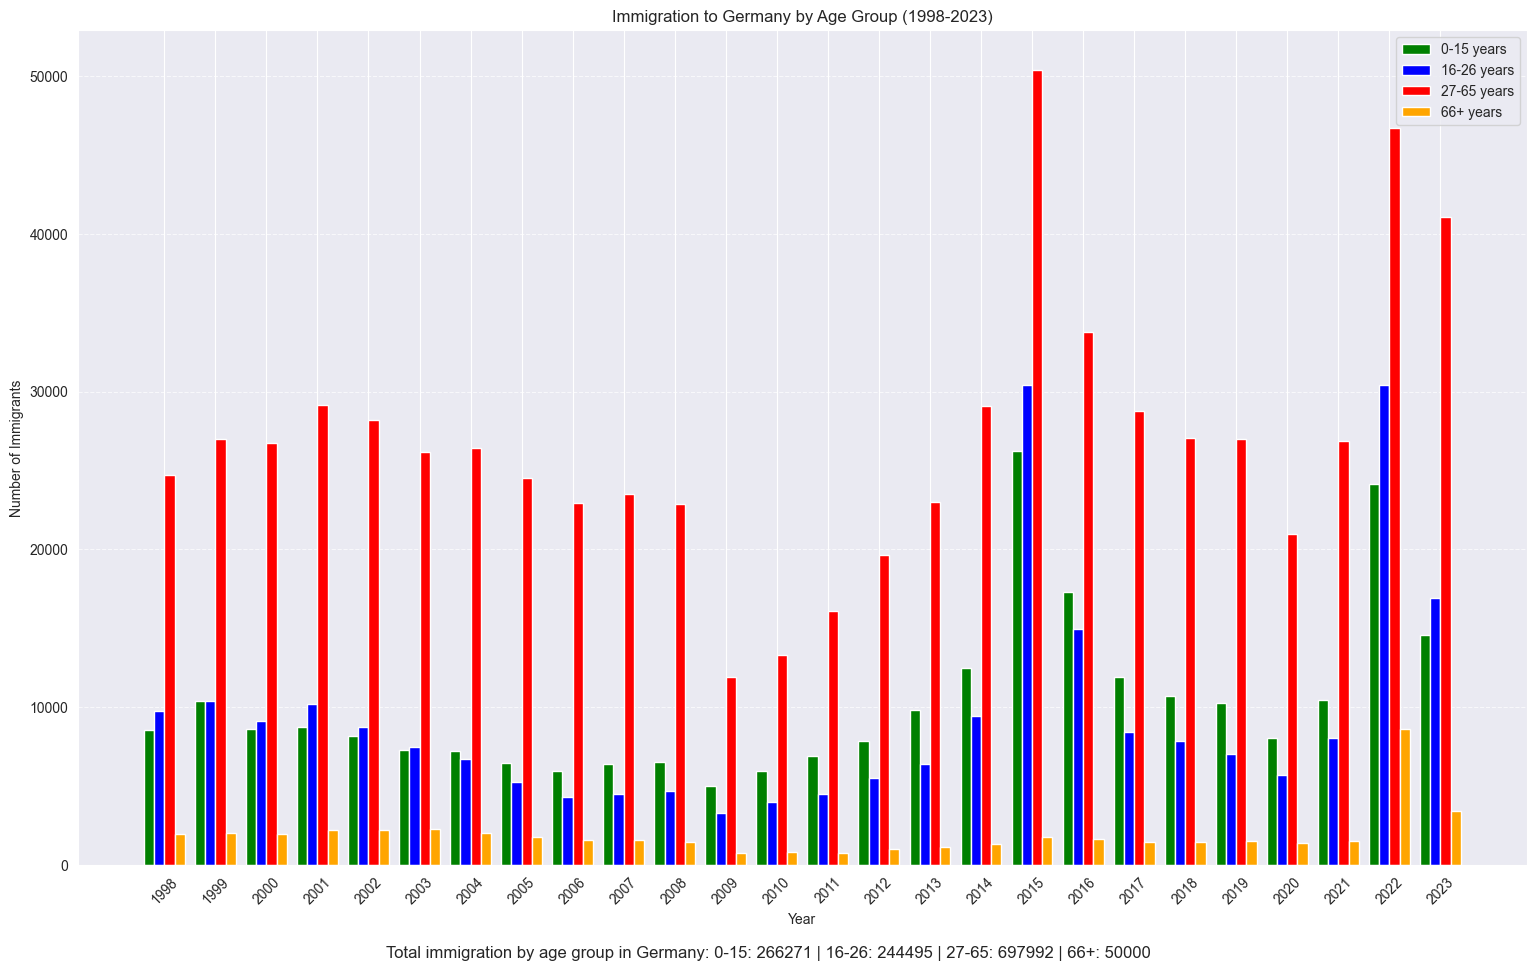 Immigration to Germany by Age Group (1998-2023)
0-15 years
16-26 years
27-65 years
66+ years
Number of Immigrants
50000
40000
30000
20000
10000
0
1998 1999 2000 2001 2002 2003 2004 2005 2006 2007 2008 2009 2010 2011 2012 2013 2014 2015 2016 2017 2018 2019 2020 2021 2022 2023
Year
Total immigration by age group in Germany: 0-15: 266271 | 16-26: 244495 | 27-65: 697992 | 66+: 50000